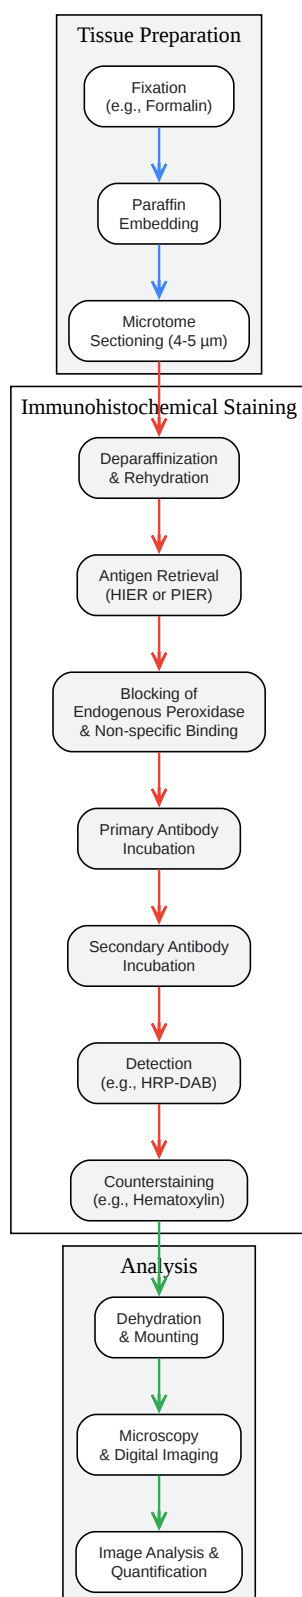 Tissue Preparation
Fixation
(e.g., Formalin)
Paraffin
Embedding
Microtome
Sectioning (4-5 µm)
Immunohistochemical Staining
Deparaffinization
& Rehydration
Antigen Retrieval
(HIER or PIER)
Blocking of
Endogenous Peroxidase
& Non-specific Binding
Primary Antibody
Incubation
Secondary Antibody
Incubation
Detection
(e.g., HRP-DAB)
Counterstaining
(e.g., Hematoxylin)
Analysis
Dehydration
& Mounting
Microscopy
& Digital Imaging
Image Analysis &
Quantification